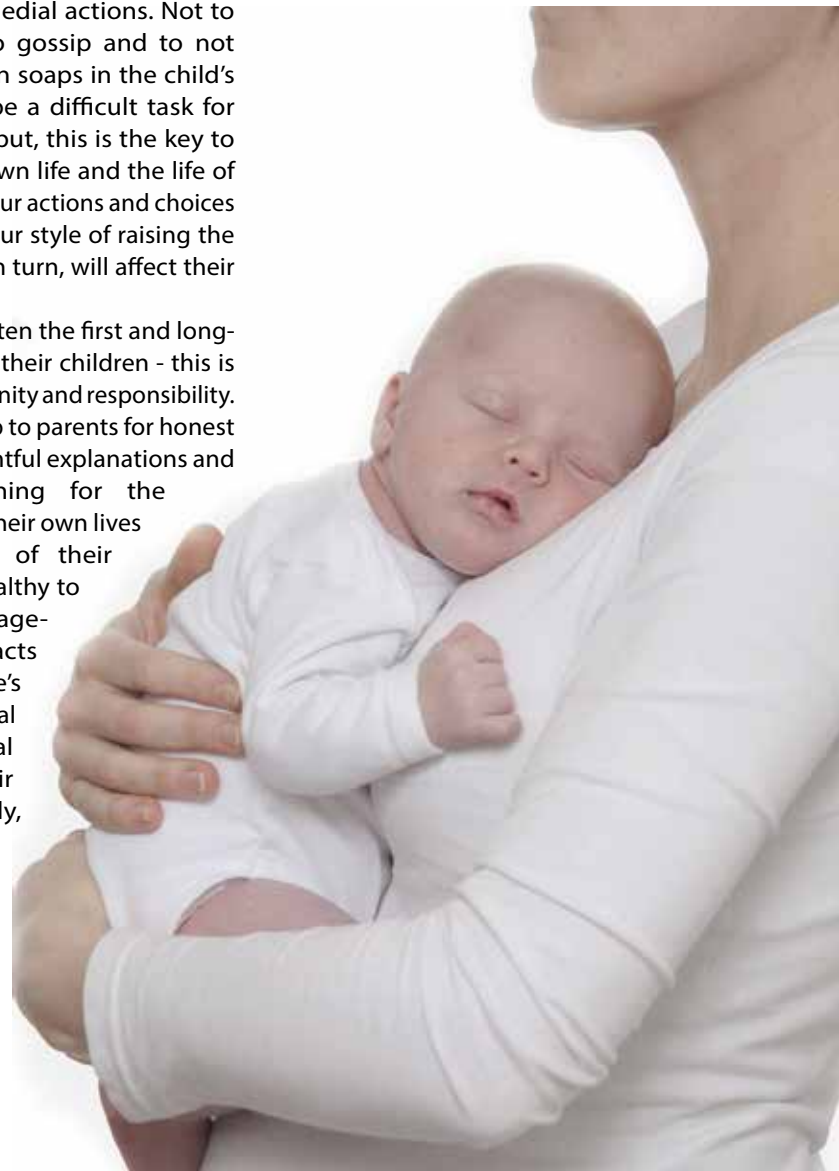 edial actions. Not to
gossip and to not
n soaps in the child's
be a difficult task for
but, this is the key to
wn life and the life of
ur actions and choices
ur style of raising the
n turn, will affect their
ten the first and long-
their children - this is
nity and responsibility.
to parents for honest
htful explanations and
ning for the
heir own lives
of their
althy to
age-
acts
e's
al
al
ir
ly,